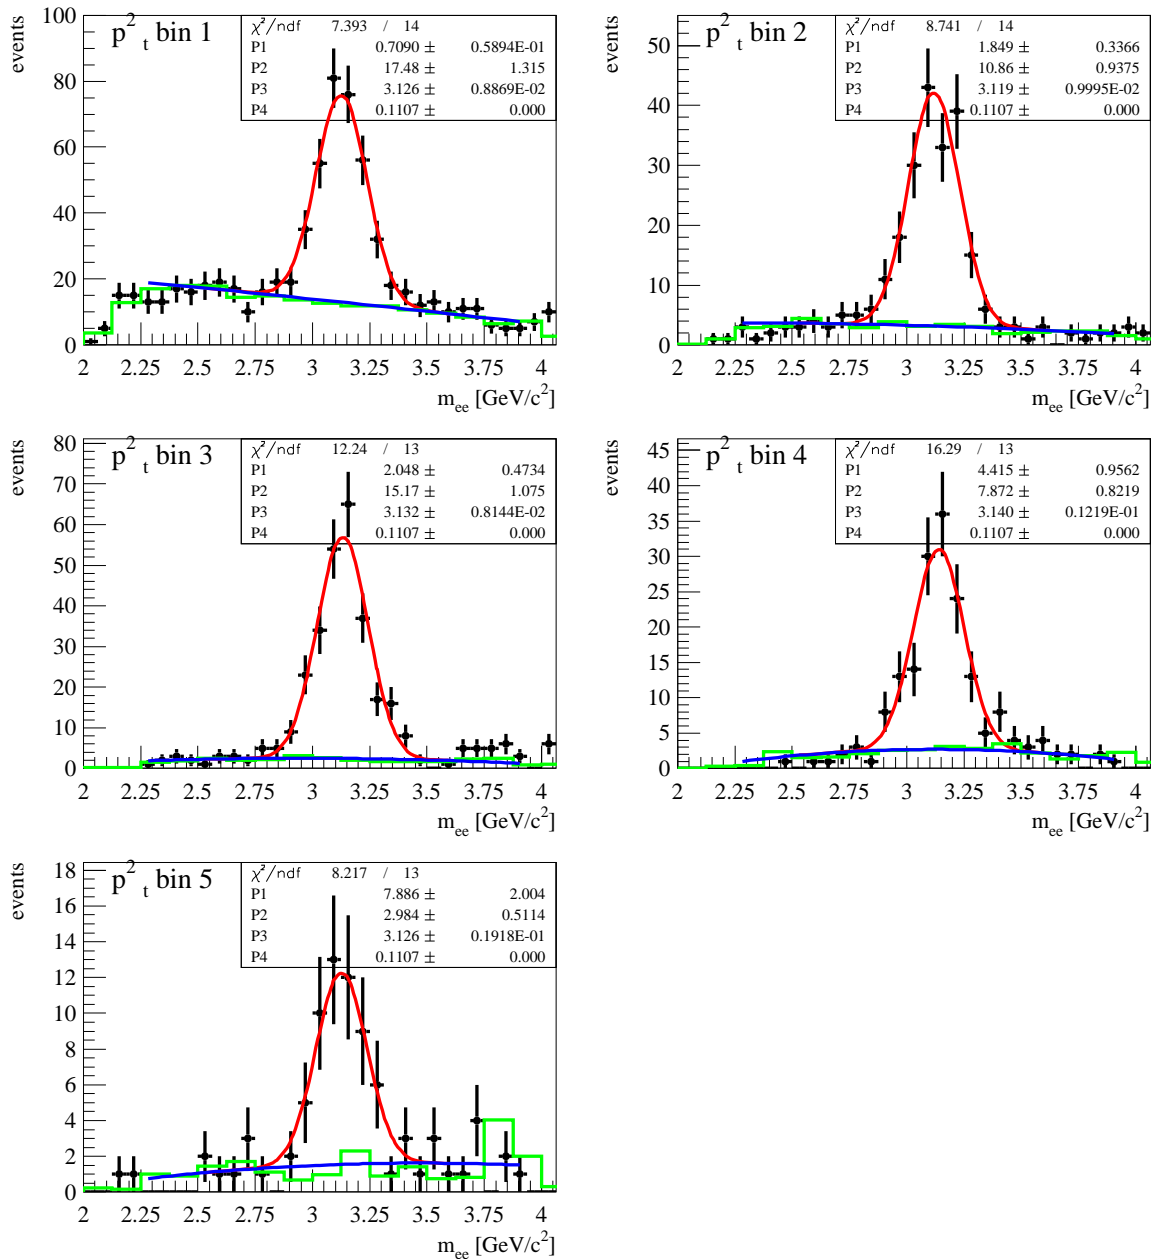 p²t bin 1
χ²/ndf 7.393 / 14
P1 0.7090 ± 0.5894E-01
P2 17.48 ± 1.315
P3 3.126 ± 0.8869E-02
P4 0.1107 ± 0.000
events
100
80
60
40
20
0
2 2.25 2.5 2.75 3 3.25 3.5 3.75 4
mee [GeV/c²]
p²t bin 2
χ²/ndf 8.741 / 14
P1 1.849 ± 0.3366
P2 10.86 ± 0.9375
P3 3.119 ± 0.9995E-02
P4 0.1107 ± 0.000
events
50
40
30
20
10
0
2 2.25 2.5 2.75 3 3.25 3.5 3.75 4
mee [GeV/c²]
p²t bin 3
χ²/ndf 12.24 / 13
P1 2.048 ± 0.4734
P2 15.17 ± 1.075
P3 3.132 ± 0.8144E-02
P4 0.1107 ± 0.000
events
80
70
60
50
40
30
20
10
0
2 2.25 2.5 2.75 3 3.25 3.5 3.75 4
mee [GeV/c²]
p²t bin 4
χ²/ndf 16.29 / 13
P1 4.415 ± 0.9562
P2 7.872 ± 0.8219
P3 3.140 ± 0.1219E-01
P4 0.1107 ± 0.000
events
45
40
35
30
25
20
15
10
5
0
2 2.25 2.5 2.75 3 3.25 3.5 3.75 4
mee [GeV/c²]
p²t bin 5
χ²/ndf 8.217 / 13
P1 7.886 ± 2.004
P2 2.984 ± 0.5114
P3 3.126 ± 0.1918E-01
P4 0.1107 ± 0.000
events
18
16
14
12
10
8
6
4
2
0
2 2.25 2.5 2.75 3 3.25 3.5 3.75 4
mee [GeV/c²]